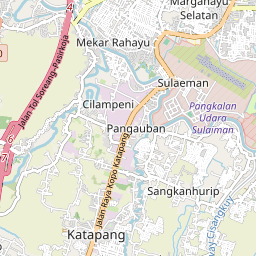 Margahayu
Selatan
Mekar Rahayu
Jalan Tol Soreang-Pasirkoja
Sulaeman
Cilampeni
Pangkalan
Udara
Sulaiman
Pangauban
Jalan Raya Kopo Katapang
Sangkanhurip
Katapang